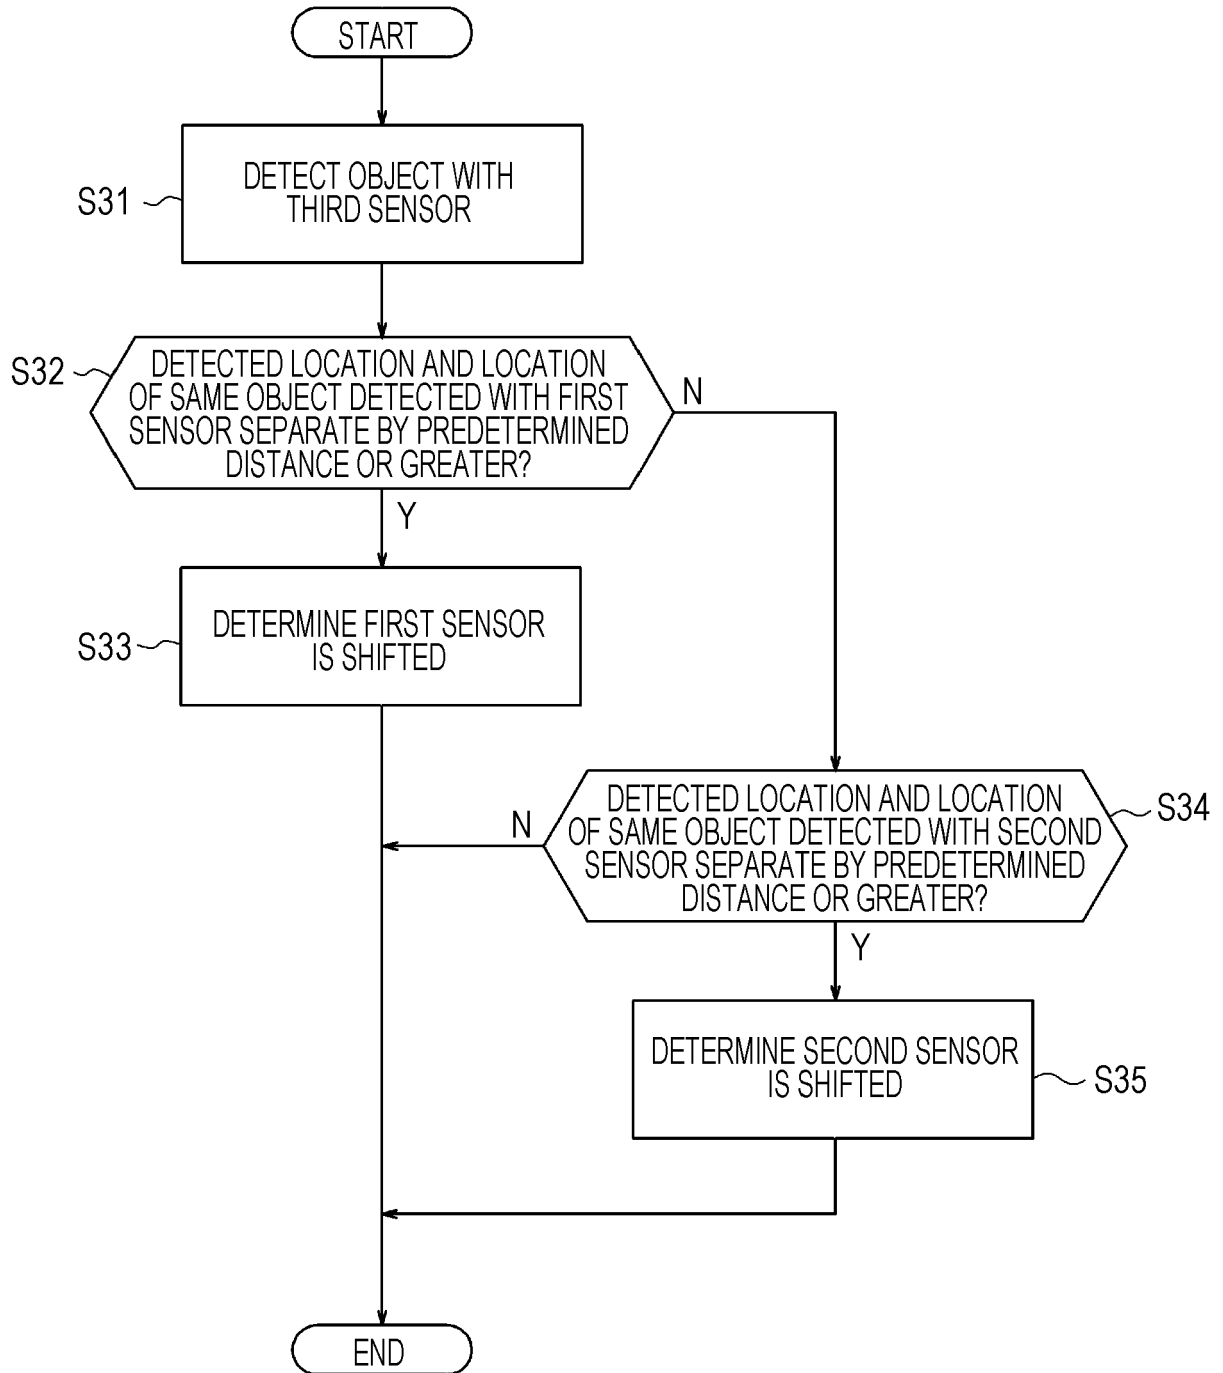 START
S31
DETECT OBJECT WITH
THIRD SENSOR
S32
DETECTED LOCATION AND LOCATION
OF SAME OBJECT DETECTED WITH FIRST
SENSOR SEPARATE BY PREDETERMINED
DISTANCE OR GREATER?
N
Y
S33
DETERMINE FIRST SENSOR
IS SHIFTED
S34
DETECTED LOCATION AND LOCATION
OF SAME OBJECT DETECTED WITH SECOND
SENSOR SEPARATE BY PREDETERMINED
DISTANCE OR GREATER?
N
Y
DETERMINE SECOND SENSOR
IS SHIFTED
S35
END